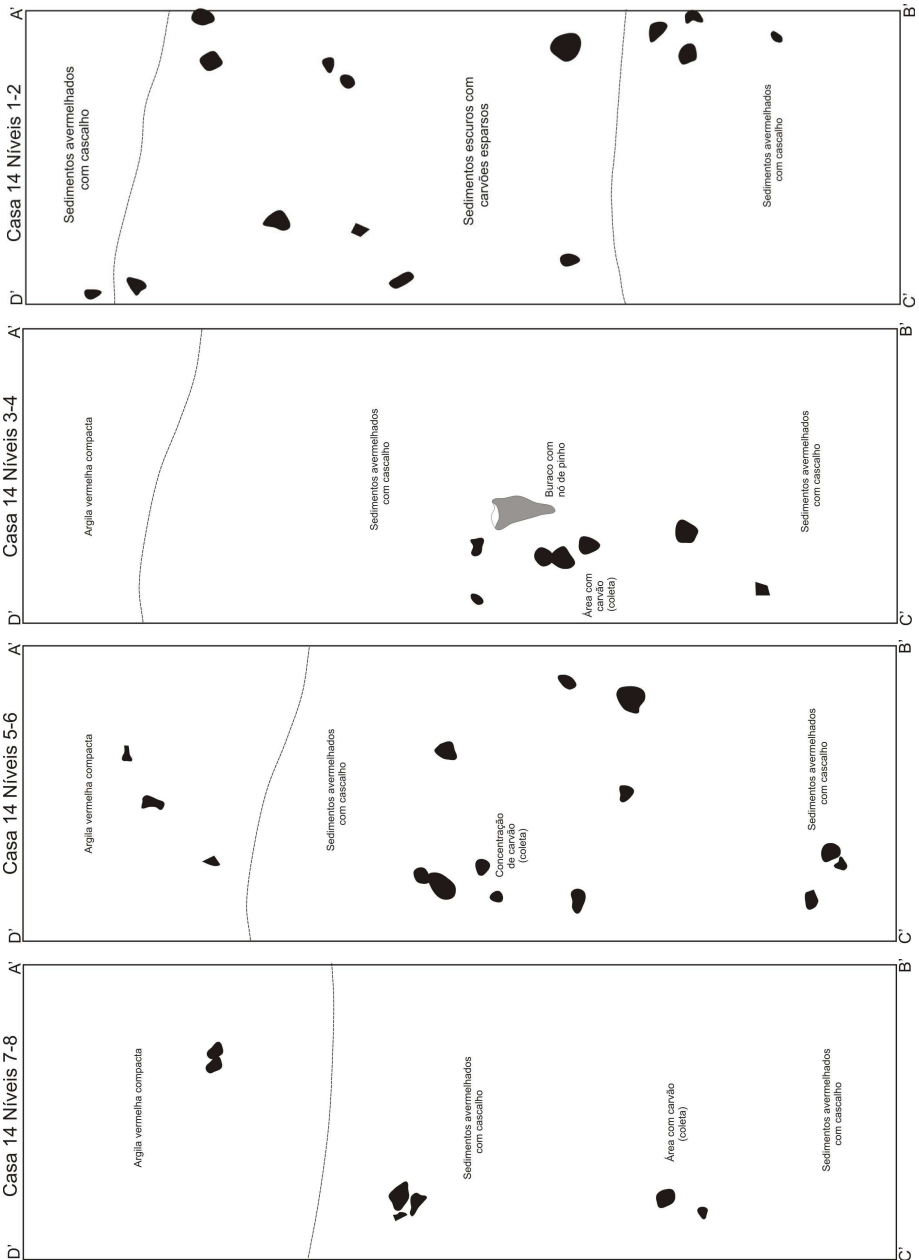 Casa 14 Níveis 1-2
D'
A'
Sedimentos avermelhados
com cascalho
Sedimentos escuros com
carvões esparsos
Sedimentos avermelhados
com cascalho
C'
B'
Casa 14 Níveis 3-4
D'
A'
Argila vermelha compacta
Sedimentos avermelhados
com cascalho
Buraco com
nó de pinho
Área com
carvão
(coleta)
Sedimentos avermelhados
com cascalho
C'
B'
Casa 14 Níveis 5-6
D'
A'
Argila vermelha compacta
Sedimentos avermelhados
com cascalho
Concentração
de carvão
(coleta)
Sedimentos avermelhados
com cascalho
C'
B'
Casa 14 Níveis 7-8
D'
A'
Argila vermelha compacta
Sedimentos avermelhados
com cascalho
Área com carvão
(coleta)
Sedimentos avermelhados
com cascalho
C'
B'